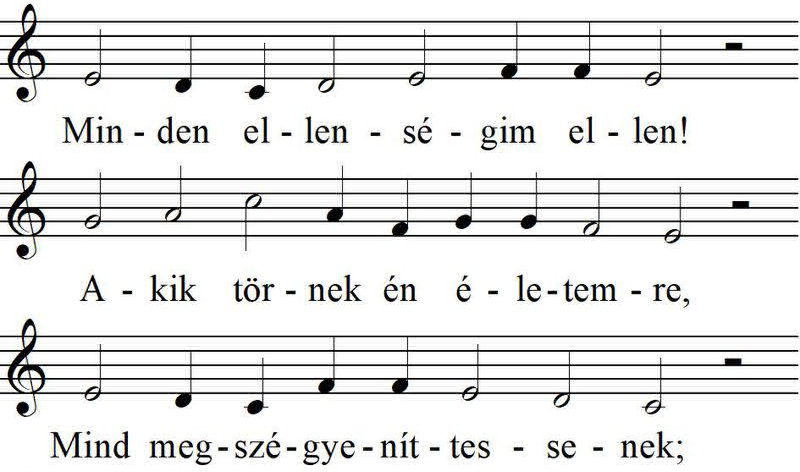 Min - den el - len - sé - gim el - len!
A - kik tör - nek én é - le - tem - re,
Mind meg - szé - gye - nít - tes - se - nek;